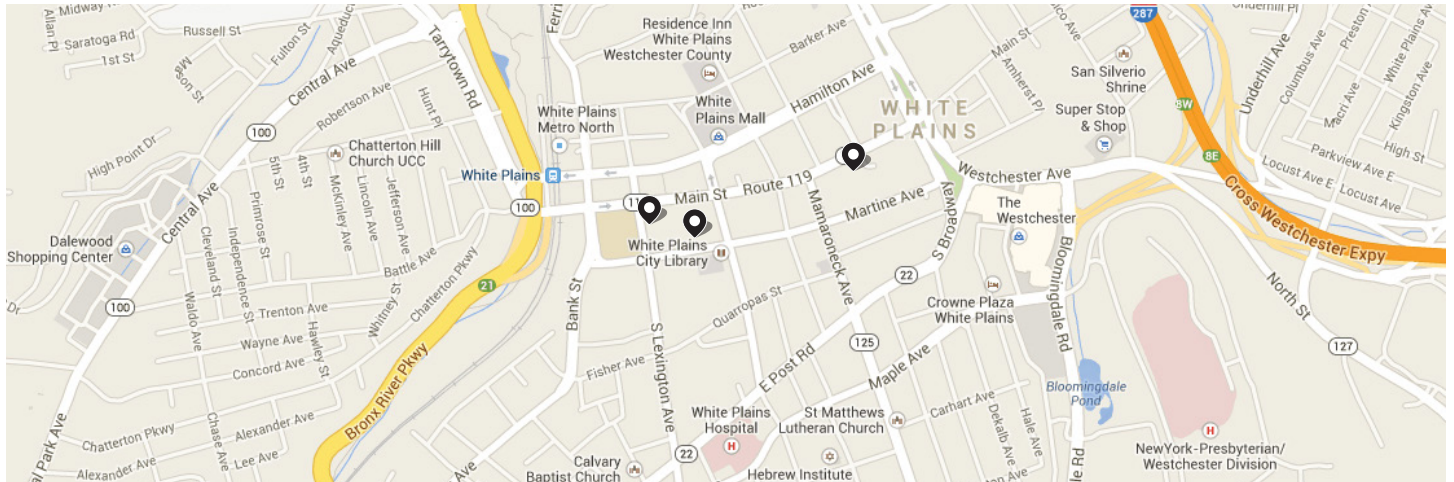 Midway Rd
Allan Pl
Saratoga Rd
Russell St
1st St
Fulton St
Aqueduct
Wilson St
Central Ave
Tarrytown Rd
Robertson Ave
Hunt Pl
100
High Point Dr
5th St
4th St
Chatterton Hill
Church UCC
Primrose St
McKinley Ave
Lincoln Ave
Jefferson Ave
Central Ave
Dalewood
Shopping Center
Cleveland St
Independence St
Battle Ave
Chatterton Pkwy
Whitney St
100
100
21
Waldo Ave
Trenton Ave
Hawley St
Wayne Ave
Concord Ave
Bronx River Pkwy
Chatterton Pkwy
Alexander Ave
Alexander Ave
Lee Ave
Chase Ave
Park Ave
Residence Inn
White Plains
Westchester County
Barker Ave
Main St
Amherst Pl
White Plains
Metro North
White
Plains Mall
Hamilton Ave
WHITE
PLAINS
White Plains
Main St
Route 119
White Plains
City Library
Martine Ave
Mamaroneck Ave
S Broadway
Westchester Ave
Bank St
S Lexington Ave
Quarropas St
Fisher Ave
22
E Post Rd
125
Maple Ave
The
Westchester
Crowne Plaza
White Plains
Bloomingdale Rd
Bloomingdale
Pond
White Plains
Hospital
H
St Matthews
Lutheran Church
22
Calvary
Baptist Church
Hebrew Institute
Carhart Ave
Dekalb Ave
Hale Ave
NewYork-Presbyterian/
Westchester Division
H
287
San Silverio
Shrine
Super Stop
& Shop
8W
8E
Cross Westchester Expy
North St
127
Underhill Ave
Columbus Ave
Preston
White Plains Ave
Macri Ave
Kingston Ave
High St
Parkview Ave E
Locust Ave E
Locust Ave